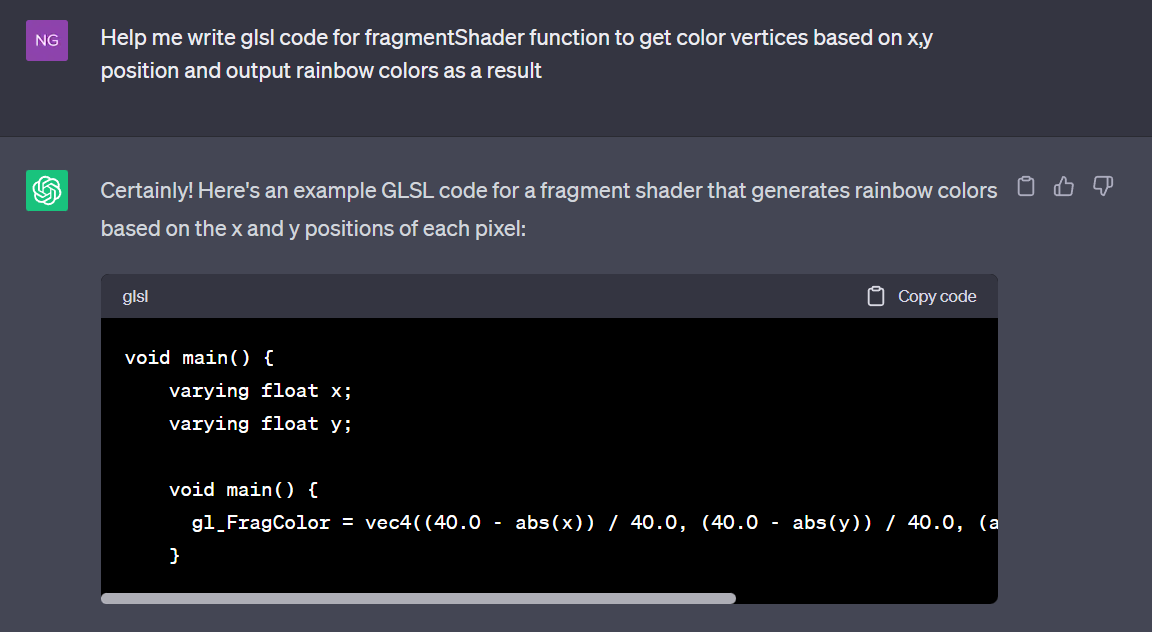 NG
Help me write glsl code for fragmentShader function to get color vertices based on x,y
position and output rainbow colors as a result
Certainly! Here's an example GLSL code for a fragment shader that generates rainbow colors
based on the x and y positions of each pixel:
glsl
Copy code
void main() {
    varying float x;
    varying float y;
    void main() {
      gl_FragColor = vec4((40.0 - abs(x)) / 40.0, (40.0 - abs(y)) / 40.0, (a
    }